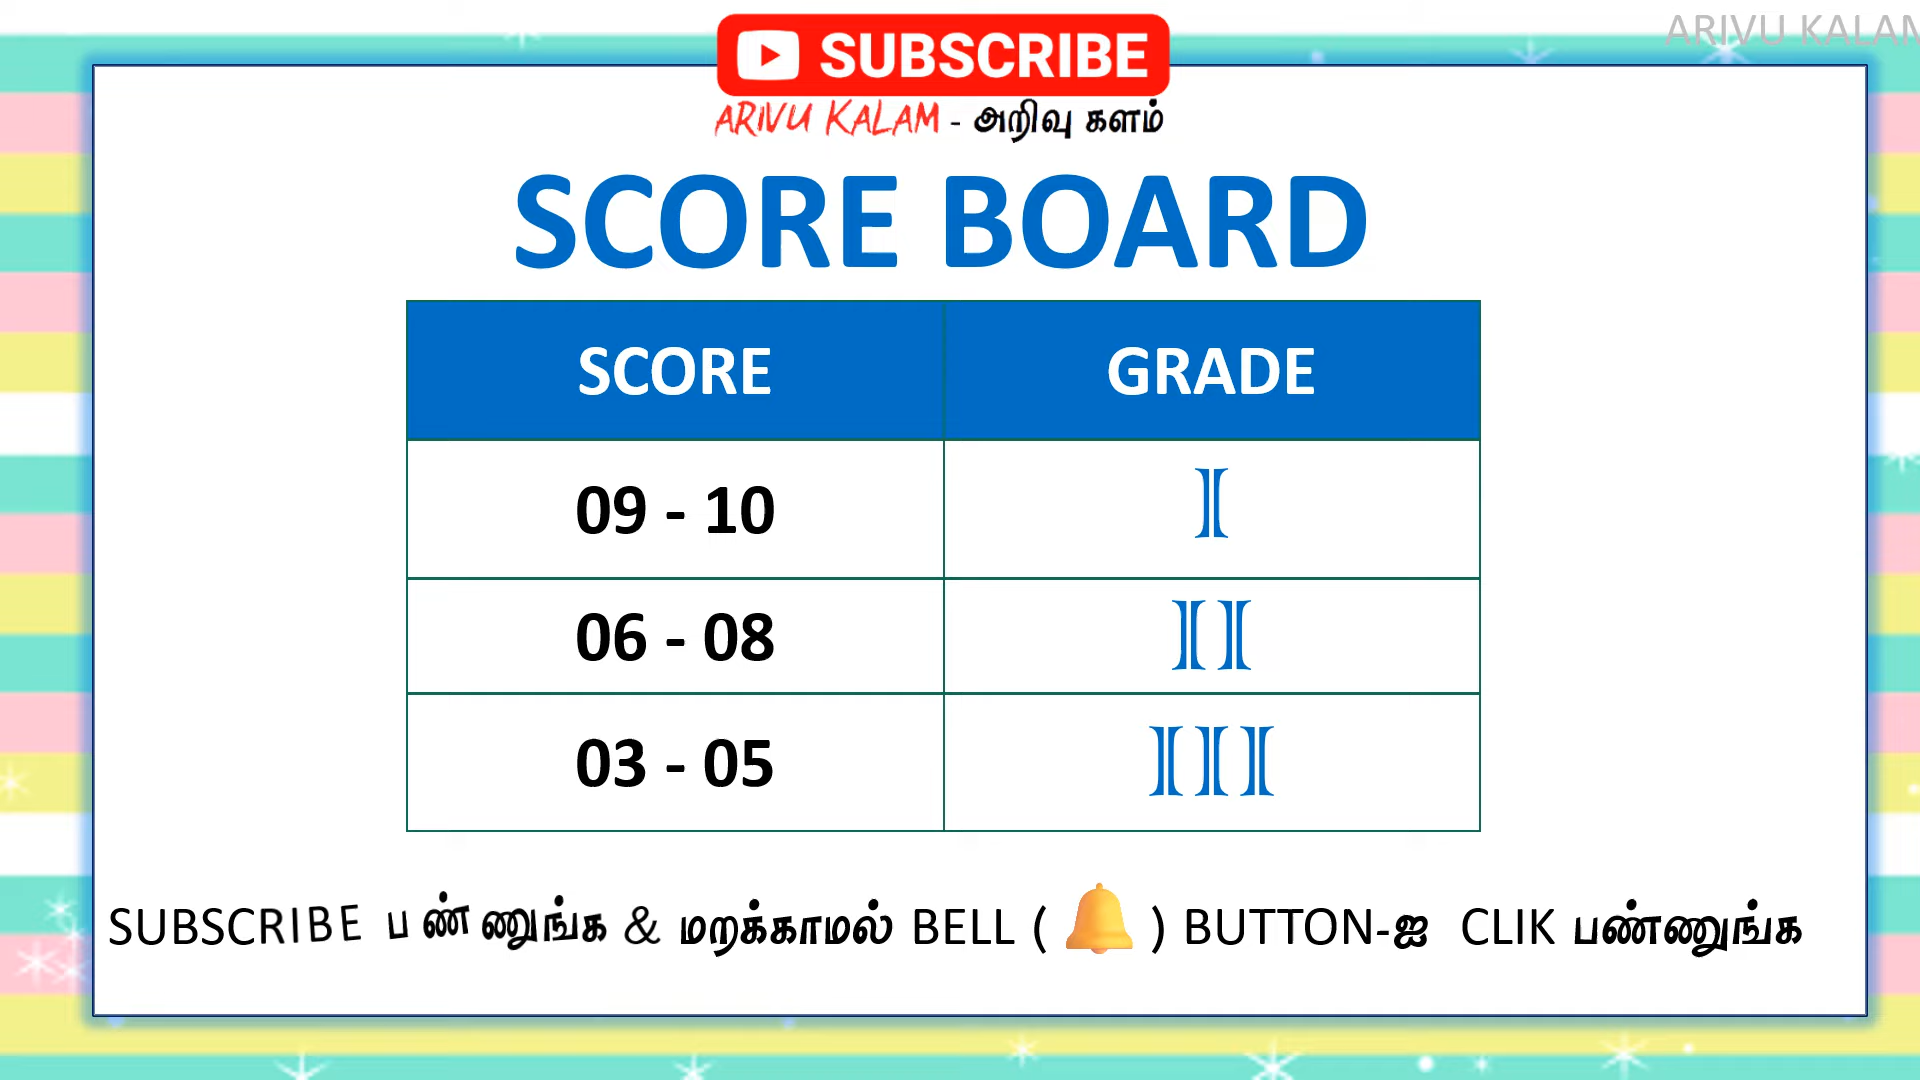 ARIVU KALAM
SUBSCRIBE
ARIVU KALAM - அறிவு களம்
SCORE BOARD
SCORE GRADE
09 - 10 I
06 - 08 II
03 - 05 III
SUBSCRIBE பண்ணுங்க & மறக்காமல் BELL ( 🔔 ) BUTTON-ஐ CLIK பண்ணுங்க